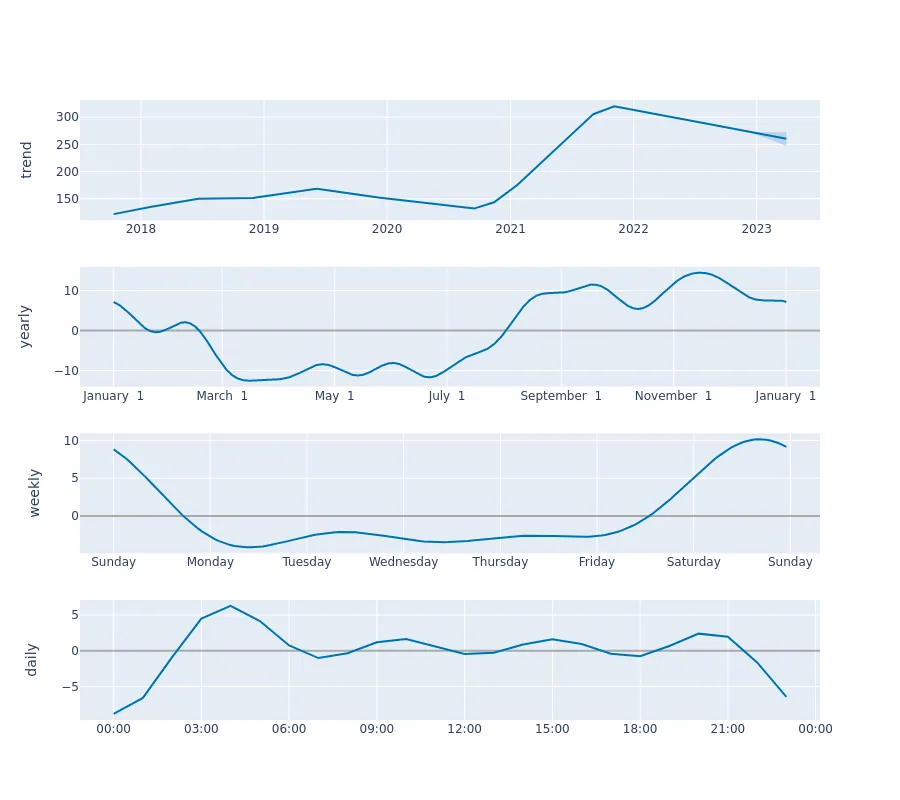 trend
300
250
200
150
2018 2019 2020 2021 2022 2023
yearly
10
0
−10
January 1 March 1 May 1 July 1 September 1 November 1 January 1
weekly
10
5
0
Sunday Monday Tuesday Wednesday Thursday Friday Saturday Sunday
daily
5
0
−5
00:00 03:00 06:00 09:00 12:00 15:00 18:00 21:00 00:00